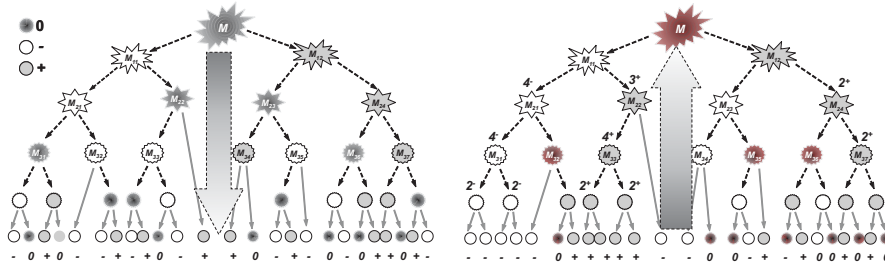 M M
0
-
+
M11 M12 M11 M12
4- 3+ 2+
M21 M22 M23 M24 M21 M22 M23 M24
4- 4+ 2+
M31 M32 M33 M34 M35 M36 M37 M31 M32 M33 M34 M35 M36 M37
2- 2- 2+ 2+
- 0 + 0 - - + - + 0 - + + 0 - + - - 0 + + 0 + - - - - - - 0 + + + + + - - 0 0 - + - 0 0 + 0 + 0